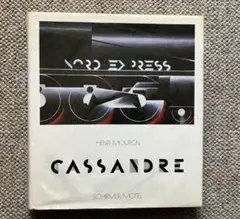 NORD EXPRESS
HENRI MOURON
CASSANDRE
SCHIRMER/MOSEL